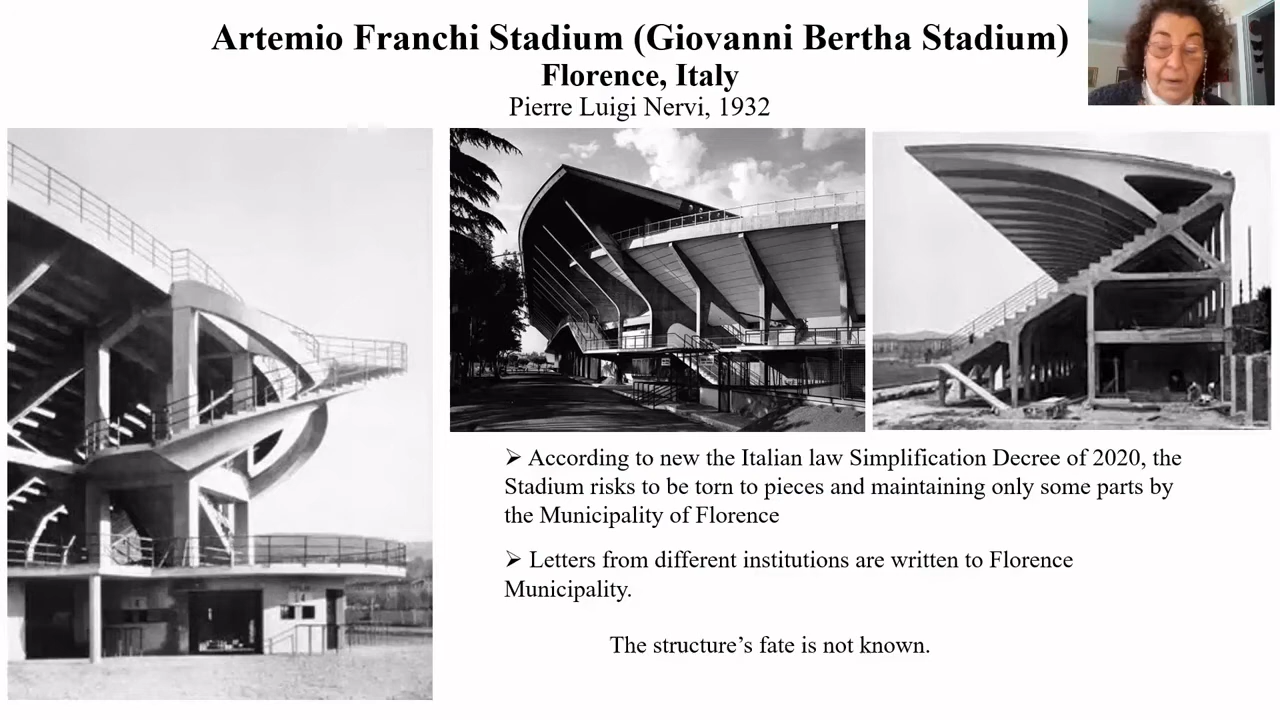 Artemio Franchi Stadium (Giovanni Bertha Stadium)
Florence, Italy
Pierre Luigi Nervi, 1932
➢ According to new the Italian law Simplification Decree of 2020, the
Stadium risks to be torn to pieces and maintaining only some parts by
the Municipality of Florence
➢ Letters from different institutions are written to Florence
Municipality.
The structure’s fate is not known.